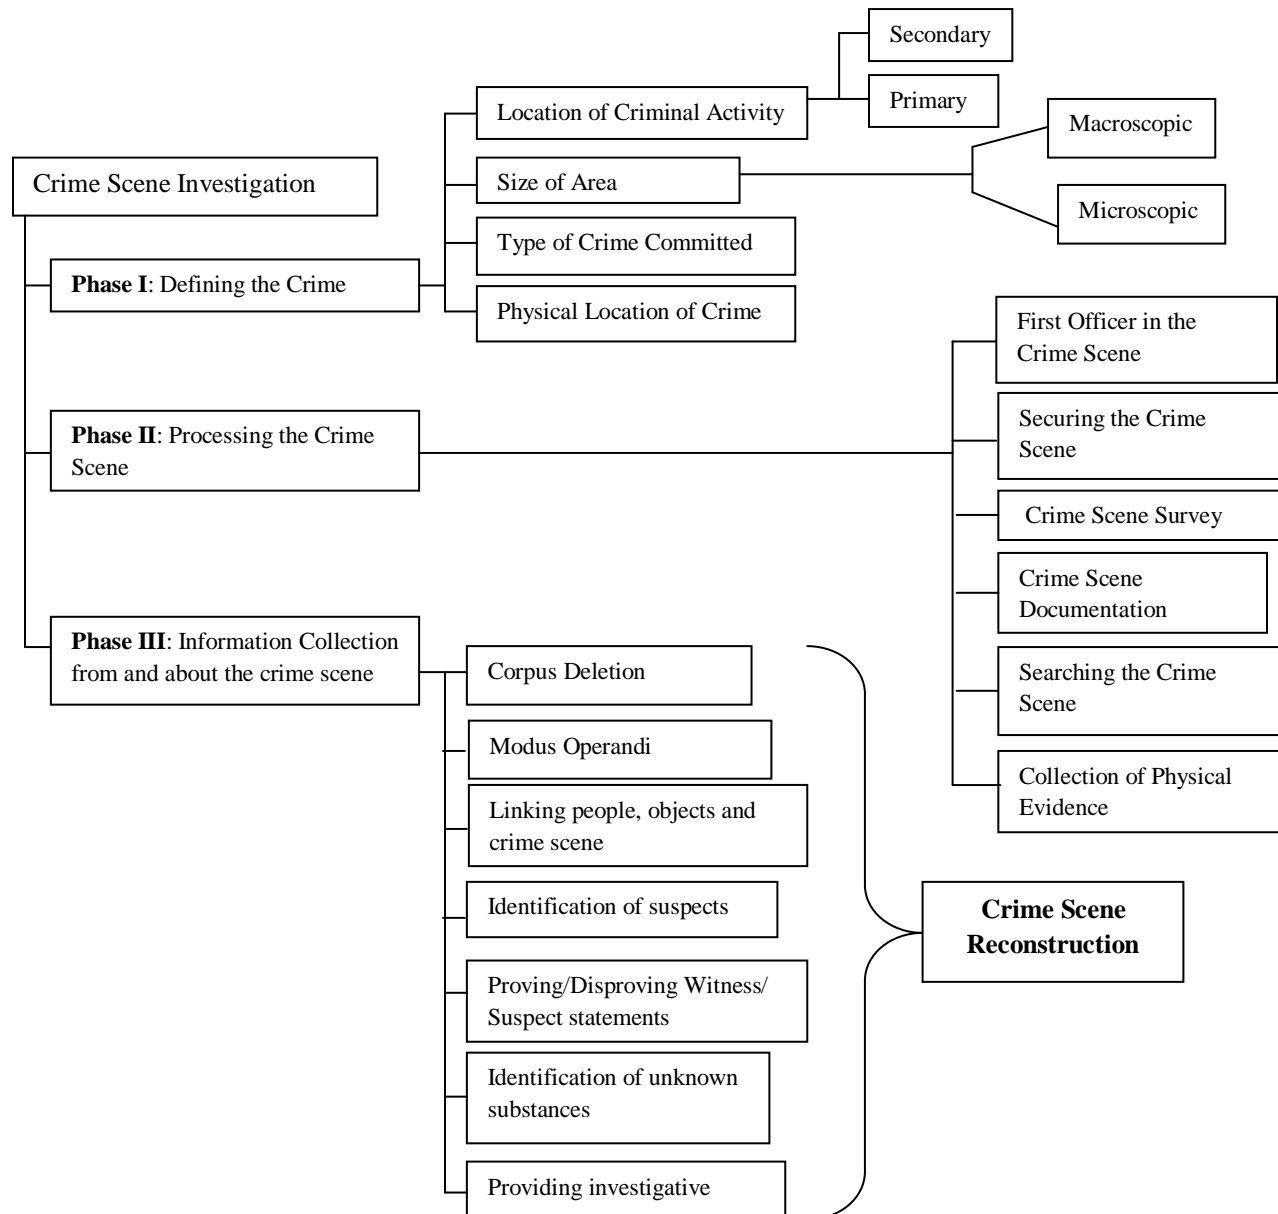 Secondary
Primary
Location of Criminal Activity
Macroscopic
Size of Area
Microscopic
Crime Scene Investigation
Type of Crime Committed
Phase I: Defining the Crime
Physical Location of Crime
First Officer in the
Crime Scene
Phase II: Processing the Crime
Scene
Securing the Crime
Scene
Crime Scene Survey
Crime Scene
Documentation
Searching the Crime
Scene
Collection of Physical
Evidence
Phase III: Information Collection
from and about the crime scene
Corpus Deletion
Modus Operandi
Linking people, objects and
crime scene
Identification of suspects
Proving/Disproving Witness/
Suspect statements
Identification of unknown
substances
Providing investigative
Crime Scene
Reconstruction